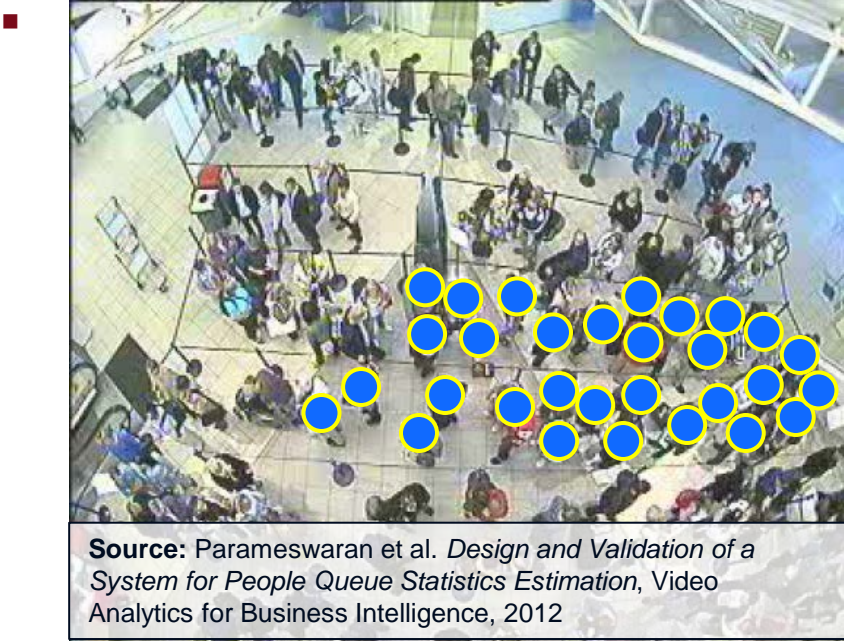 Source: Parameswaran et al. Design and Validation of a
System for People Queue Statistics Estimation, Video
Analytics for Business Intelligence, 2012